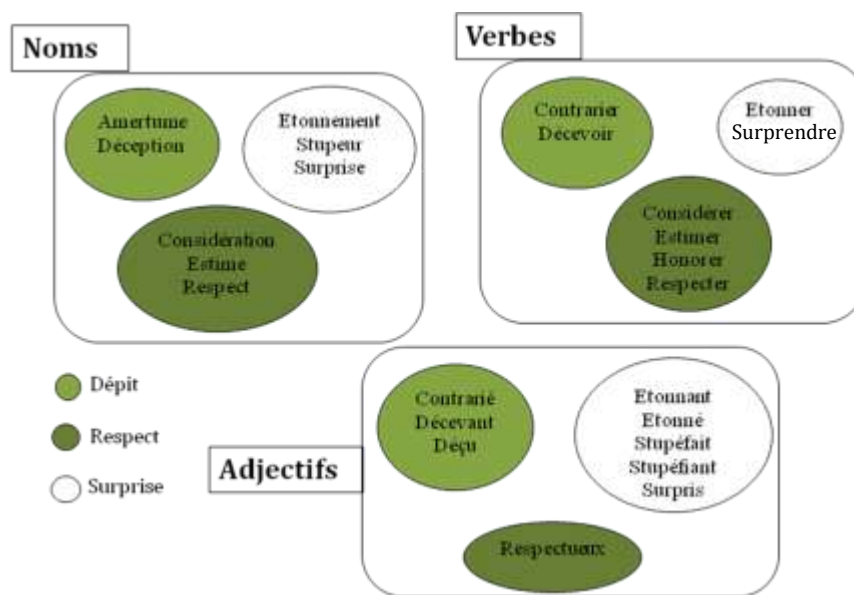 Noms
Amertume
Déception
Etonnement
Stupeur
Surprise
Considération
Estime
Respect
Verbes
Contrarier
Décevoir
Etonner
Surprendre
Considérer
Estimer
Honorer
Respecter
Dépit
Respect
Surprise
Adjectifs
Contrarié
Décevant
Déçu
Etonnant
Etonné
Stupéfait
Stupéfiant
Surpris
Respectueux